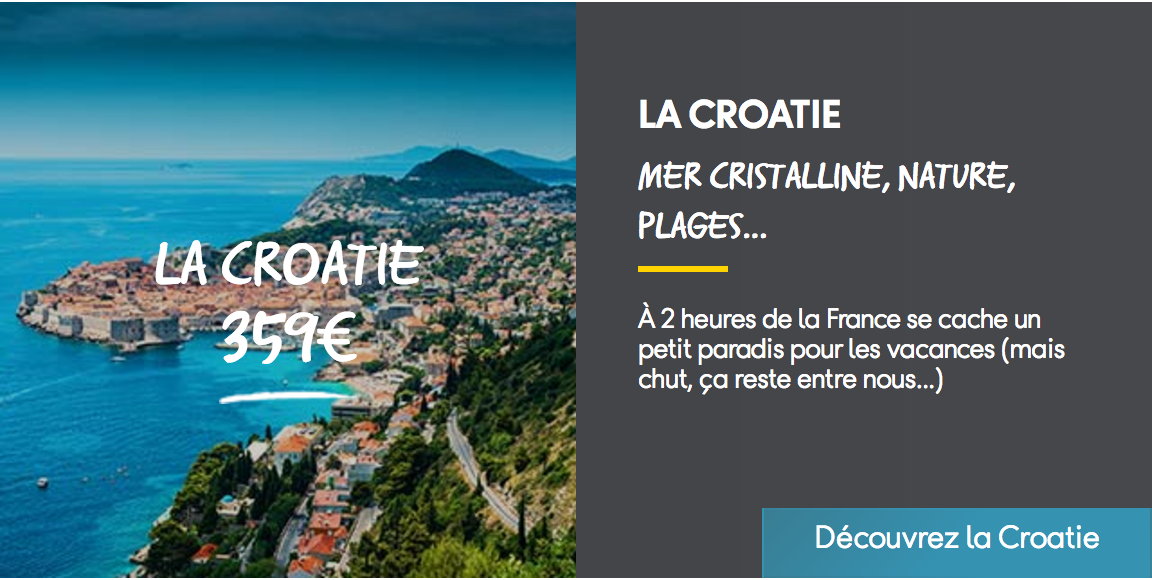 LA CROATIE
359€
LA CROATIE
MER CRISTALLINE, NATURE,
PLAGES...
À 2 heures de la France se cache un
petit paradis pour les vacances (mais
chut, ça reste entre nous...)
Découvrez la Croatie